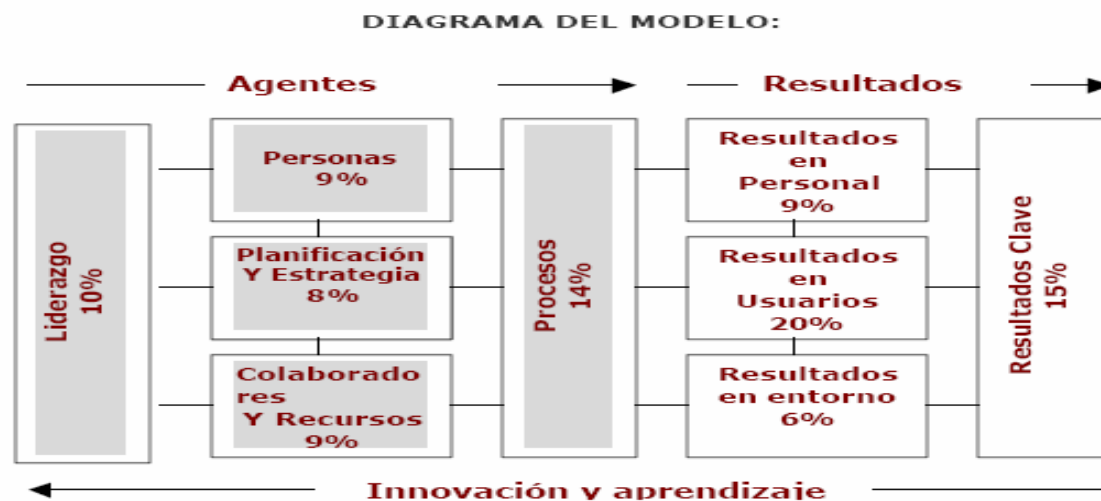 DIAGRAMA DEL MODELO:
Agentes
Resultados
Liderazgo
10%
Personas
9%
Planificación
Y Estrategia
8%
Colaborado
res
Y Recursos
9%
Procesos
14%
Resultados
en
Personal
9%
Resultados
en
Usuarios
20%
Resultados
en entorno
6%
Resultados Clave
15%
Innovación y aprendizaje